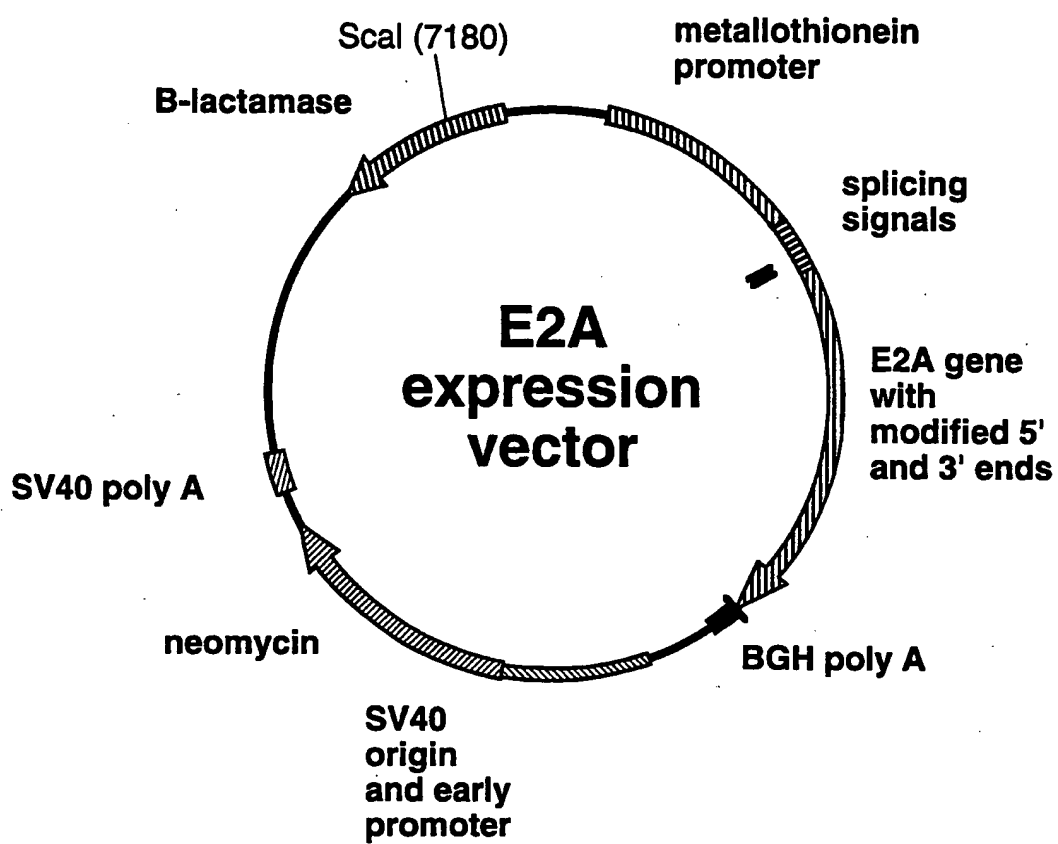 ScaI (7180)
metallothionein
promoter
B-lactamase
splicing
signals
E2A
expression
vector
E2A gene
with
modified 5'
and 3' ends
SV40 poly A
neomycin
BGH poly A
SV40
origin
and early
promoter